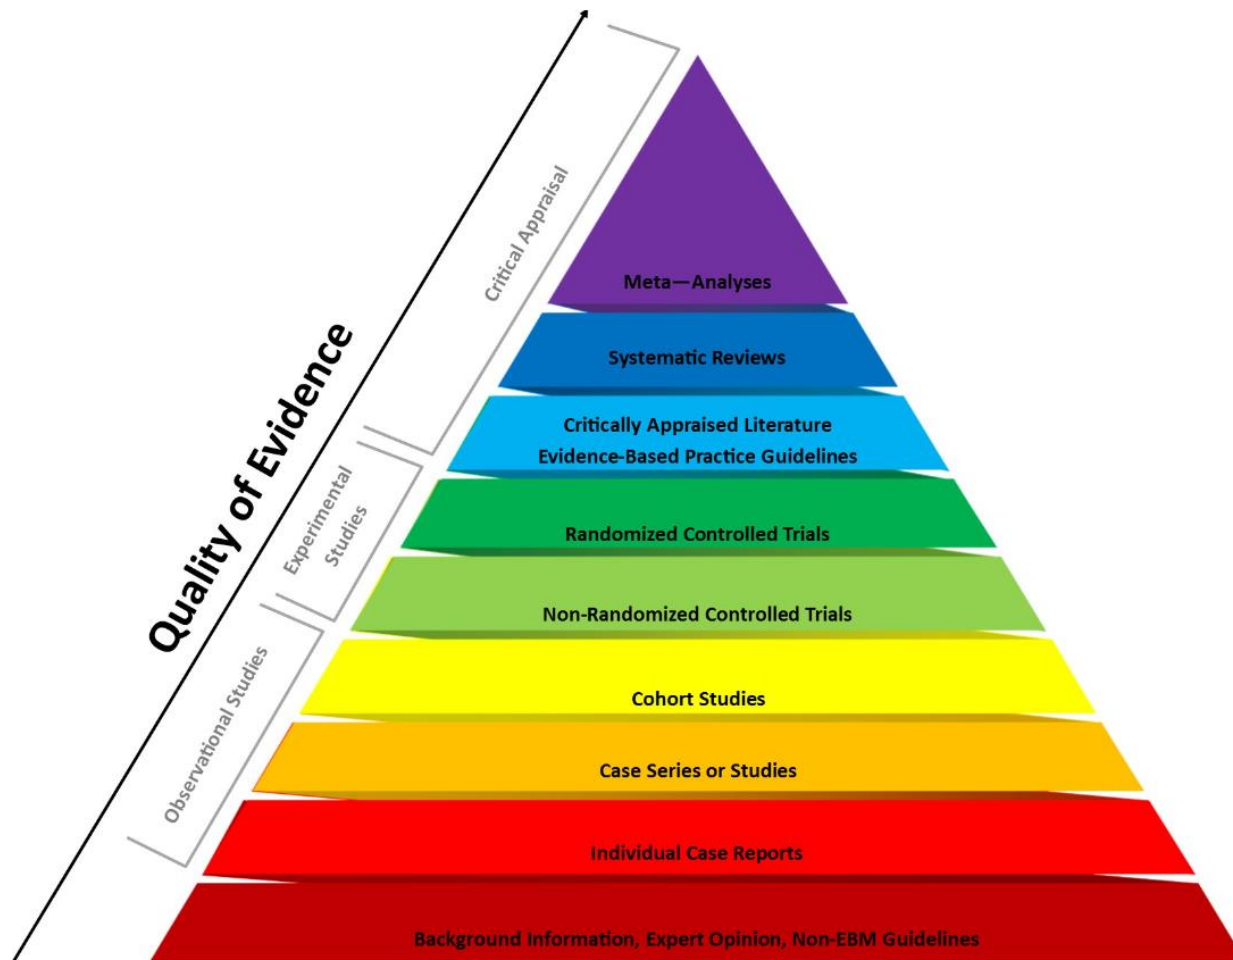 Quality of Evidence
Critical Appraisal
Experimental
Studies
Observational Studies
Meta—Analyses
Systematic Reviews
Critically Appraised Literature
Evidence-Based Practice Guidelines
Randomized Controlled Trials
Non-Randomized Controlled Trials
Cohort Studies
Case Series or Studies
Individual Case Reports
Background Information, Expert Opinion, Non-EBM Guidelines